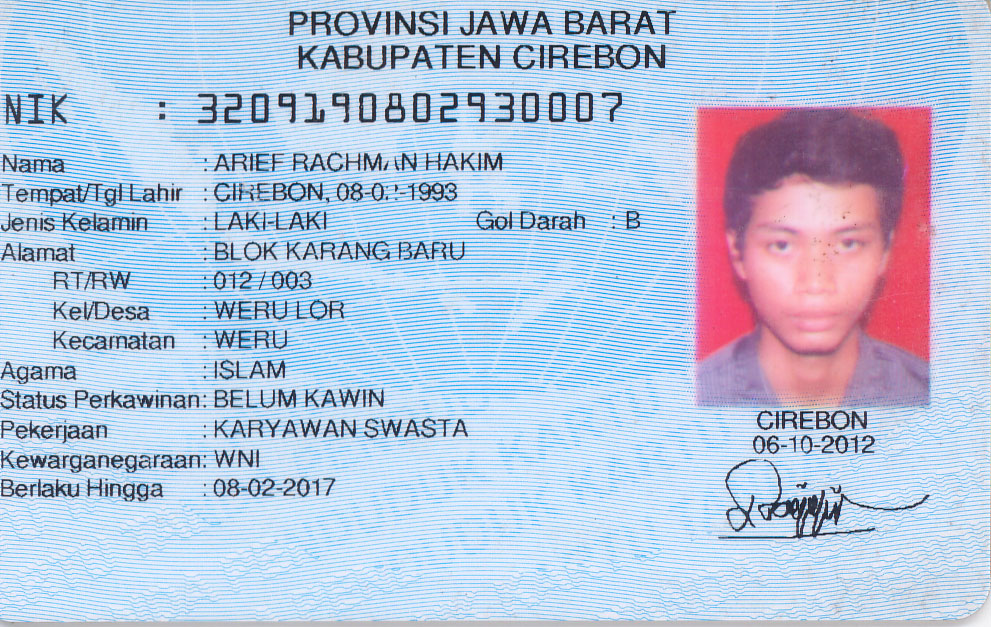 PROVINSI JAWA BARAT
KABUPATEN CIREBON
NIK : 3209190802930007
Nama : ARIEF RACHMAN HAKIM
Tempat/Tgl Lahir : CIREBON, 08-02-1993
Jenis Kelamin : LAKI-LAKI Gol Darah : B
Alamat : BLOK KARANG BARU
RT/RW : 012 / 003
Kel/Desa : WERU LOR
Kecamatan : WERU
Agama : ISLAM
Status Perkawinan: BELUM KAWIN
Pekerjaan : KARYAWAN SWASTA
Kewarganegaraan: WNI
Berlaku Hingga : 08-02-2017
CIREBON
06-10-2012